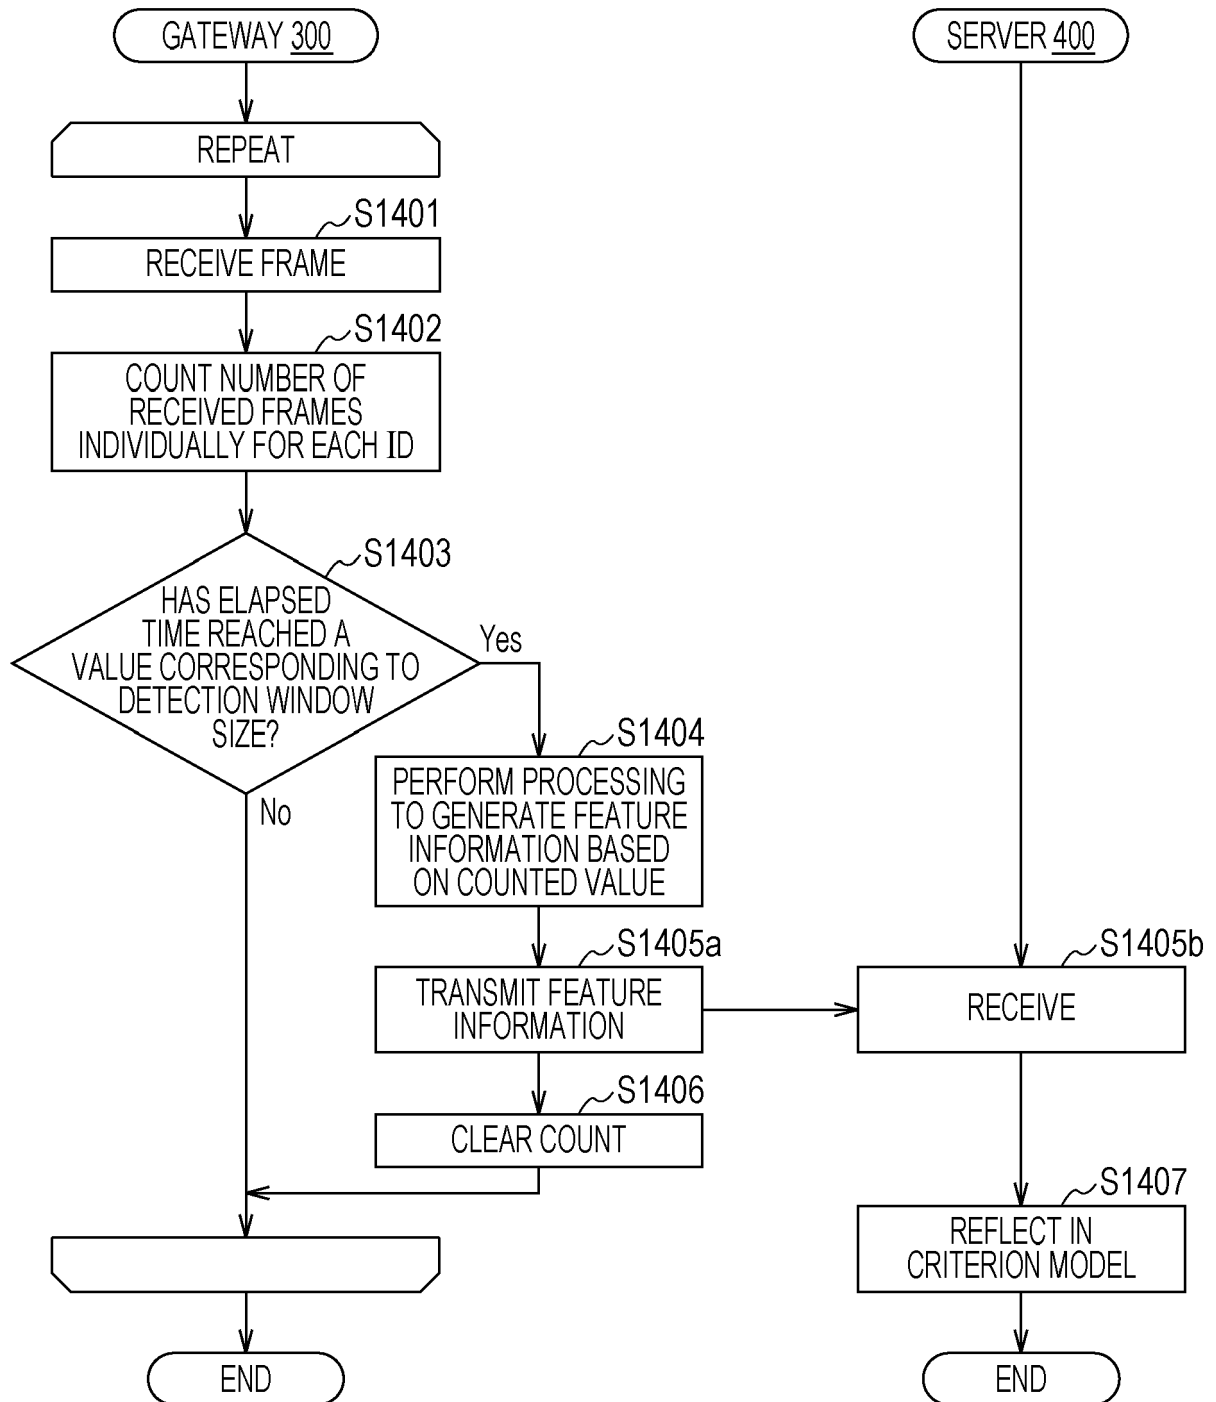 GATEWAY 300
SERVER 400
REPEAT
S1401
RECEIVE FRAME
S1402
COUNT NUMBER OF
RECEIVED FRAMES
INDIVIDUALLY FOR EACH ID
S1403
HAS ELAPSED
TIME REACHED A
VALUE CORRESPONDING TO
DETECTION WINDOW
SIZE?
Yes
No
S1404
PERFORM PROCESSING
TO GENERATE FEATURE
INFORMATION BASED
ON COUNTED VALUE
S1405a
TRANSMIT FEATURE
INFORMATION
S1405b
RECEIVE
S1406
CLEAR COUNT
S1407
REFLECT IN
CRITERION MODEL
END
END